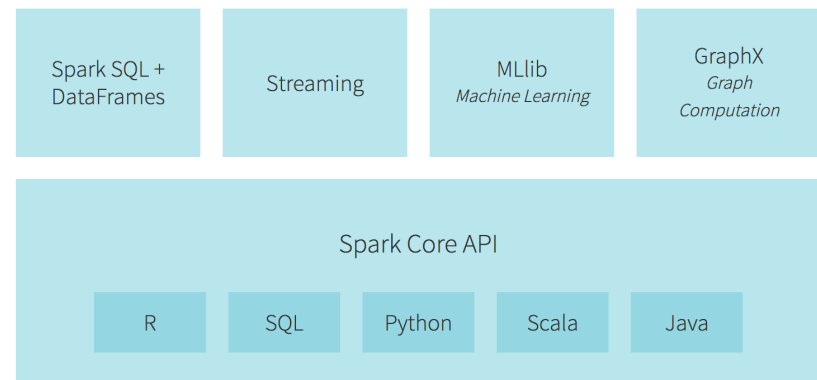 Spark SQL +
DataFrames
Streaming
MLlib
Machine Learning
GraphX
Graph
Computation
Spark Core API
R
SQL
Python
Scala
Java